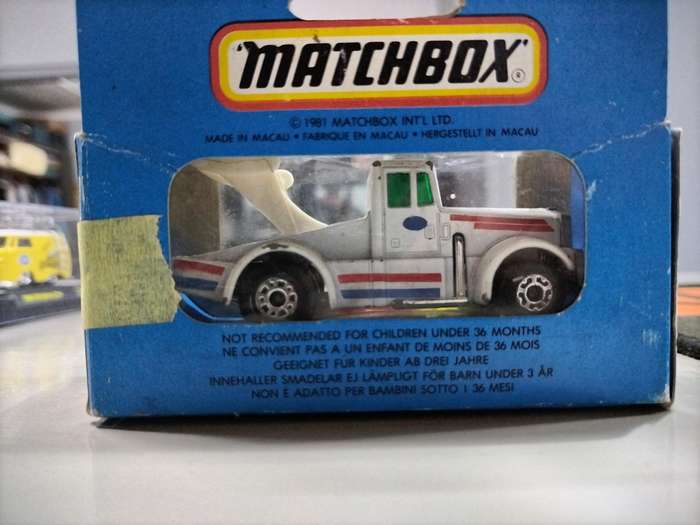 "MATCHBOX"®
© 1981 MATCHBOX INT'L LTD.
MADE IN MACAU • FABRIQUE EN MACAU • HERGESTELLT IN MACAU
NOT RECOMMENDED FOR CHILDREN UNDER 36 MONTHS
NE CONVIENT PAS A UN ENFANT DE MOINS DE 36 MOIS
GEEIGNET FUR KINDER AB DREI JAHRE
INNEHALLER SMADELAR EJ LÄMPLIGT FÖR BARN UNDER 3 ÅR
NON E ADATTO PER BAMBINI SOTTO I 36 MESI